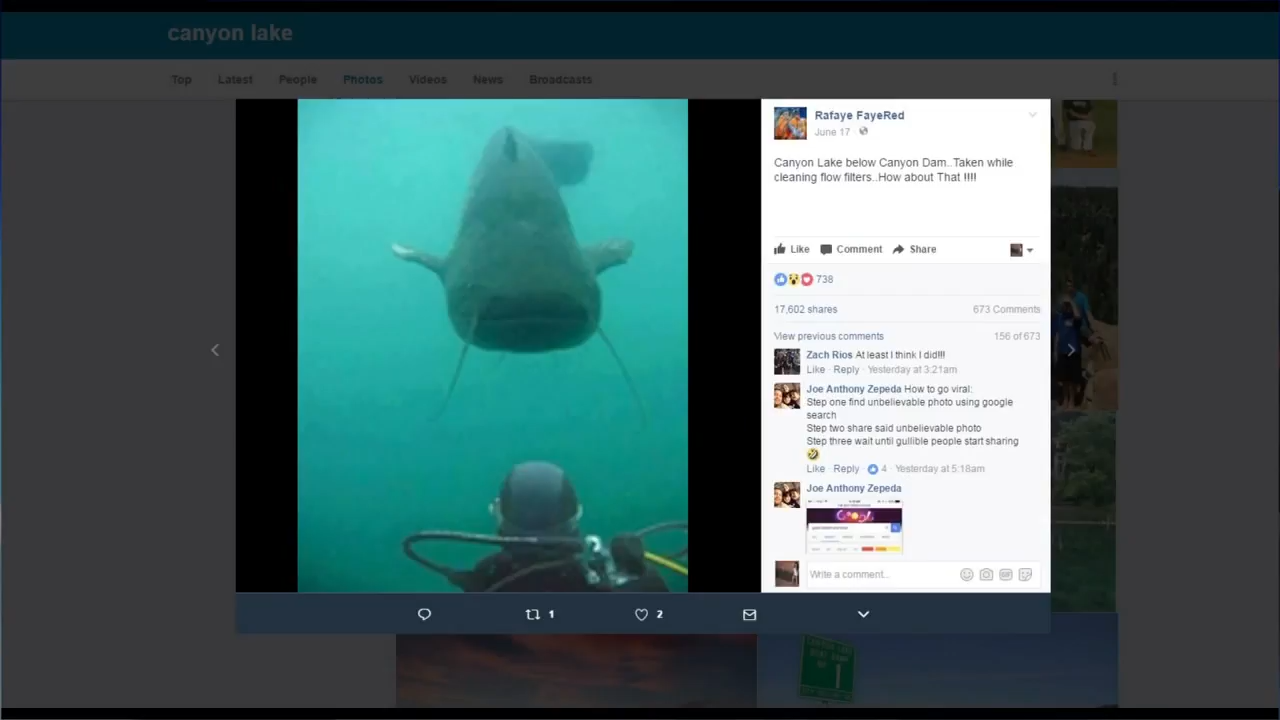 canyon lake
Top Latest People Photos Videos News Broadcasts
Rafaye FayeRed
June 17
Canyon Lake below Canyon Dam..Taken while
cleaning flow filters..How about That !!!!
Like Comment Share
738
17,602 shares 673 Comments
View previous comments 156 of 673
Zach Rios At least I think I did!!!
Like · Reply · Yesterday at 3:21am
Joe Anthony Zepeda How to go viral:
Step one find unbelievable photo using google
search
Step two share said unbelievable photo
Step three wait until gullible people start sharing
Like · Reply · 4 · Yesterday at 5:18am
Joe Anthony Zepeda
Write a comment...
1 2
1